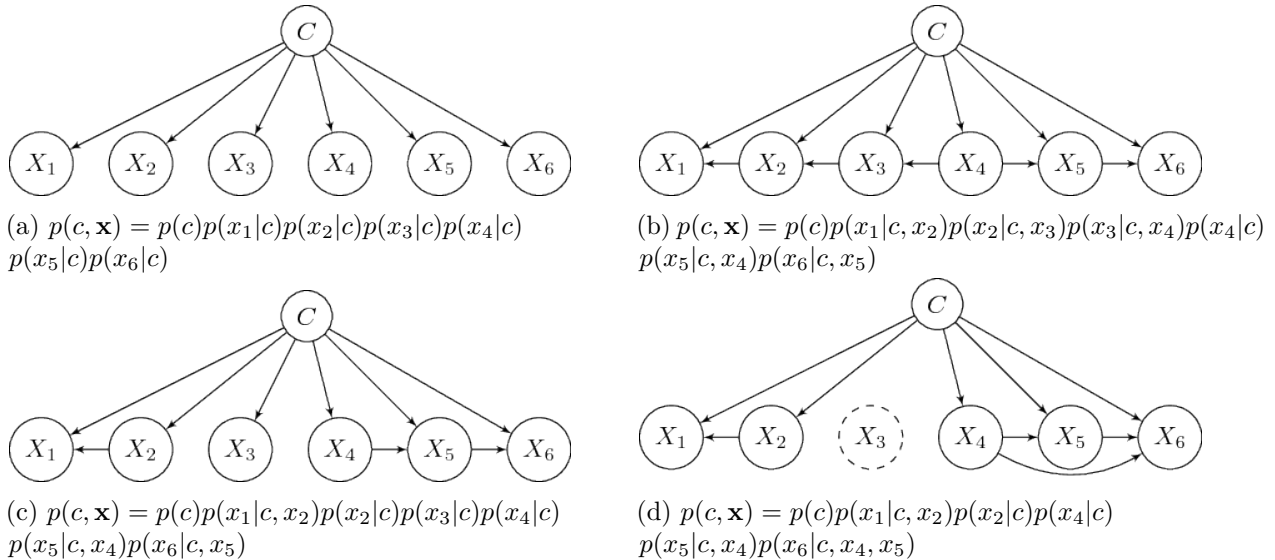 C
X₁ X₂ X₃ X₄ X₅ X₆
(a) p(c, x) = p(c)p(x₁|c)p(x₂|c)p(x₃|c)p(x₄|c)
p(x₅|c)p(x₆|c)
C
X₁ X₂ X₃ X₄ X₅ X₆
(b) p(c, x) = p(c)p(x₁|c, x₂)p(x₂|c, x₃)p(x₃|c, x₄)p(x₄|c)
p(x₅|c, x₄)p(x₆|c, x₅)
C
X₁ X₂ X₃ X₄ X₅ X₆
(c) p(c, x) = p(c)p(x₁|c, x₂)p(x₂|c)p(x₃|c)p(x₄|c)
p(x₅|c, x₄)p(x₆|c, x₅)
C
X₁ X₂ X₃ X₄ X₅ X₆
(d) p(c, x) = p(c)p(x₁|c, x₂)p(x₂|c)p(x₄|c)
p(x₅|c, x₄)p(x₆|c, x₄, x₅)